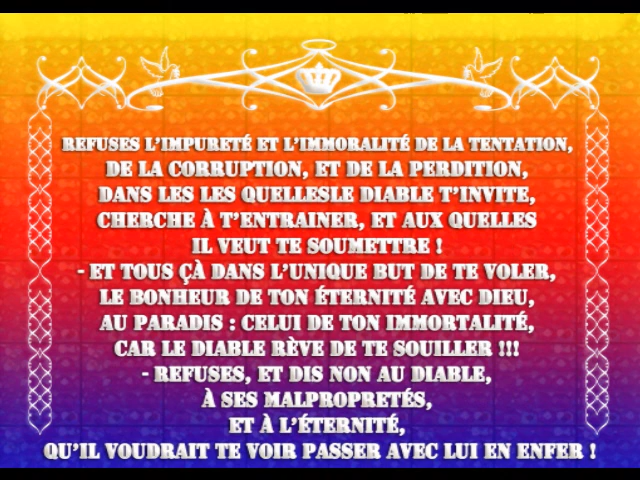 REFUSES L'IMPURETÉ ET L'IMMORALITÉ DE LA TENTATION,
DE LA CORRUPTION, ET DE LA PERDITION,
DANS LES LES QUELLESLE DIABLE T'INVITE,
CHERCHE À T'ENTRAINER, ET AUX QUELLES
IL VEUT TE SOUMETTRE !
- ET TOUS ÇÀ DANS L'UNIQUE BUT DE TE VOLER,
LE BONHEUR DE TON ÉTERNITÉ AVEC DIEU,
AU PARADIS : CELUI DE TON IMMORTALITÉ,
CAR LE DIABLE RÊVE DE TE SOUILLER !!!
- REFUSES, ET DIS NON AU DIABLE,
À SES MALPROPRETÉS,
ET À L'ÉTERNITÉ,
QU'IL VOUDRAIT TE VOIR PASSER AVEC LUI EN ENFER !